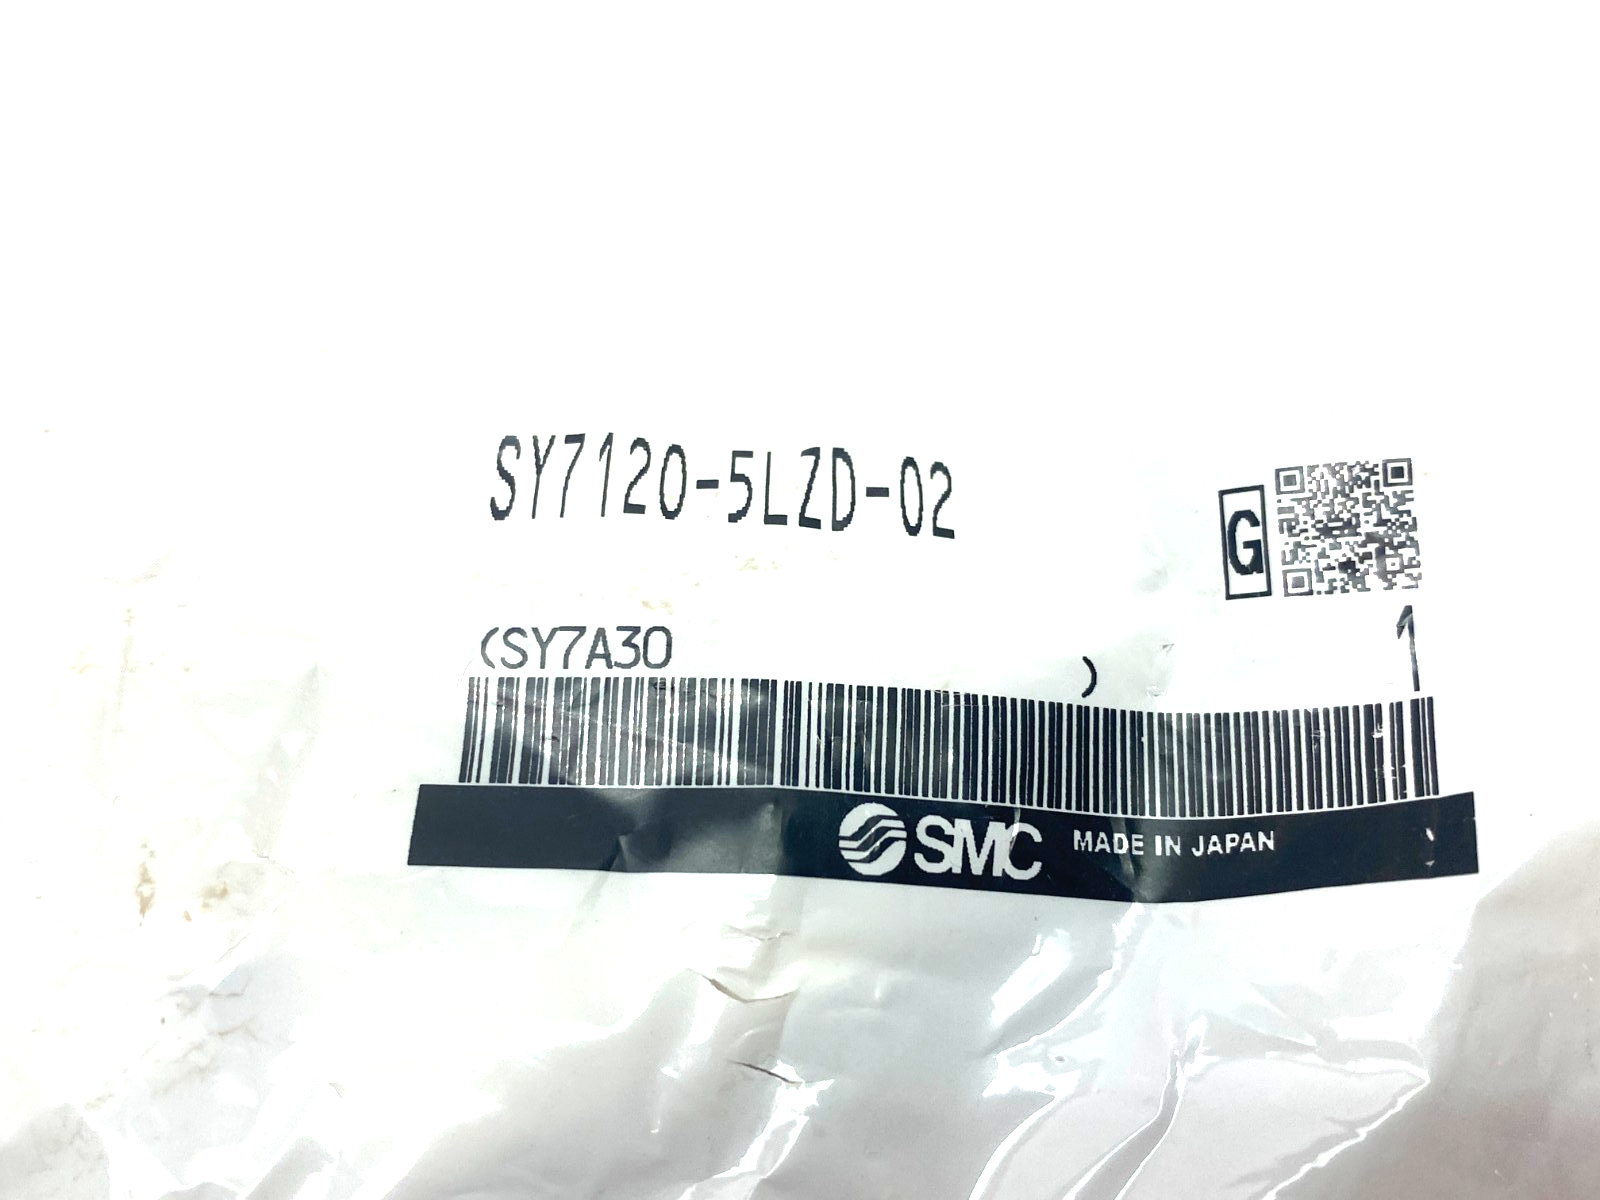 SY7120-5LZD-02
G
(SY7A30 )
1
SMC MADE IN JAPAN